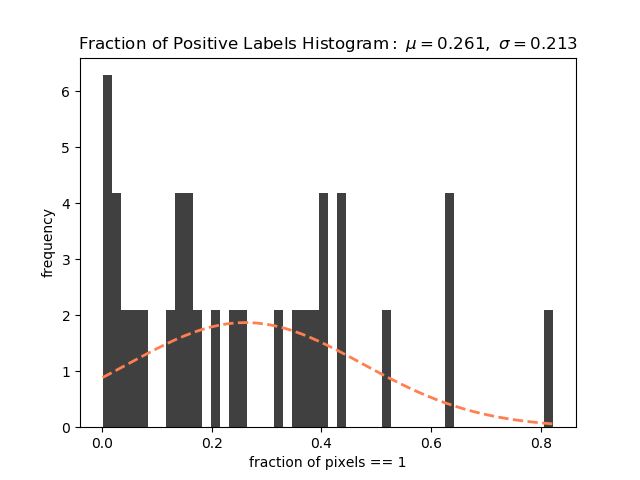 Fraction of Positive Labels Histogram : μ = 0.261, σ = 0.213
6
5
4
3
2
1
0
frequency
0.0 0.2 0.4 0.6 0.8
fraction of pixels == 1